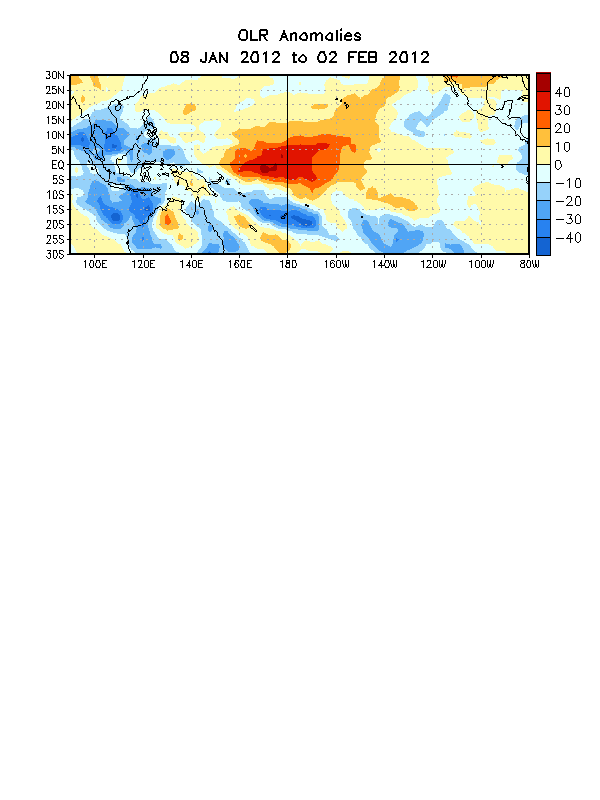 OLR Anomalies
08 JAN 2012 to 02 FEB 2012
30N
25N
20N
15N
10N
5N
EQ
5S
10S
15S
20S
25S
30S
100E 120E 140E 160E 180 160W 140W 120W 100W 80W
40
30
20
10
0
−10
−20
−30
−40